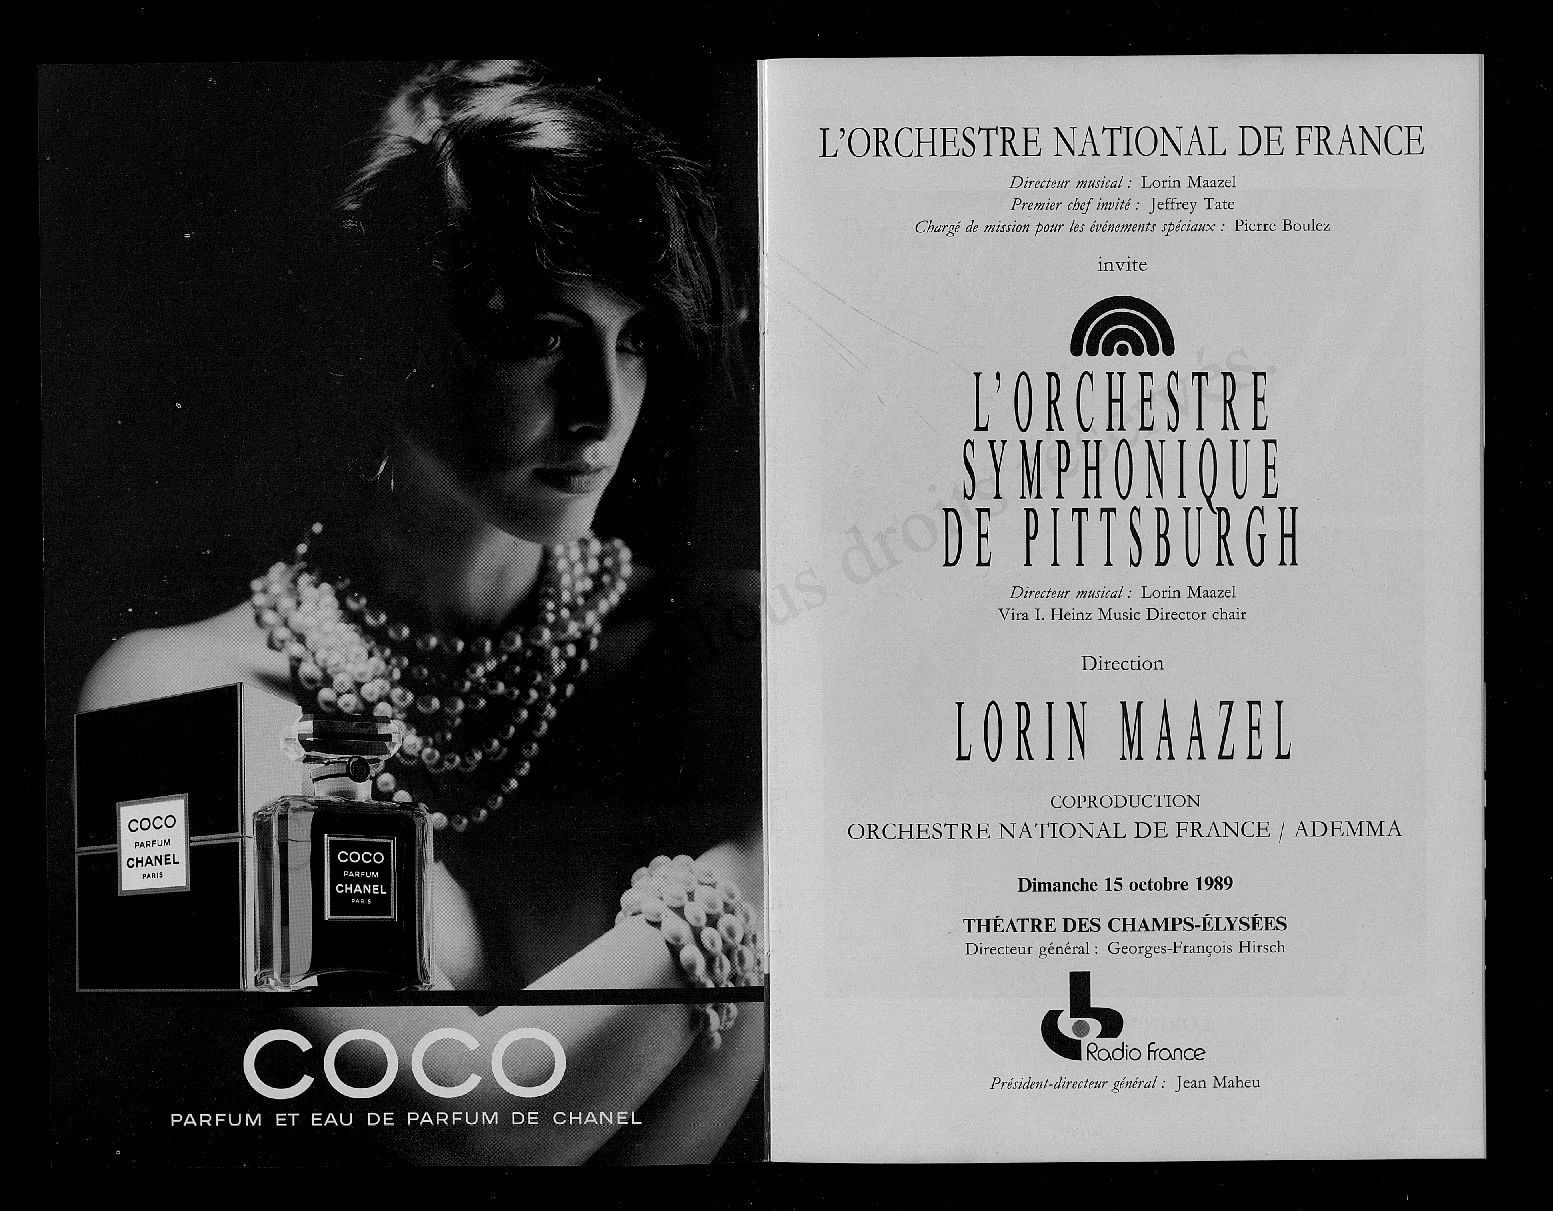 COCO
PARFUM
CHANEL
PARIS
COCO
PARFUM
CHANEL
PARIS
COCO
PARFUM ET EAU DE PARFUM DE CHANEL
L'ORCHESTRE NATIONAL DE FRANCE
Directeur musical : Lorin Maazel
Premier chef invité : Jeffrey Tate
Chargé de mission pour les événements spéciaux : Pierre Boulez
invite
L'ORCHESTRE
SYMPHONIQUE
DE PITTSBURGH
Directeur musical : Lorin Maazel
Vira I. Heinz Music Director chair
Direction
LORIN MAAZEL
COPRODUCTION
ORCHESTRE NATIONAL DE FRANCE / ADEMMA
Dimanche 15 octobre 1989
THÉATRE DES CHAMPS-ÉLYSÉES
Directeur général : Georges-François Hirsch
Radio France
Président-directeur général : Jean Maheu
Tous droits